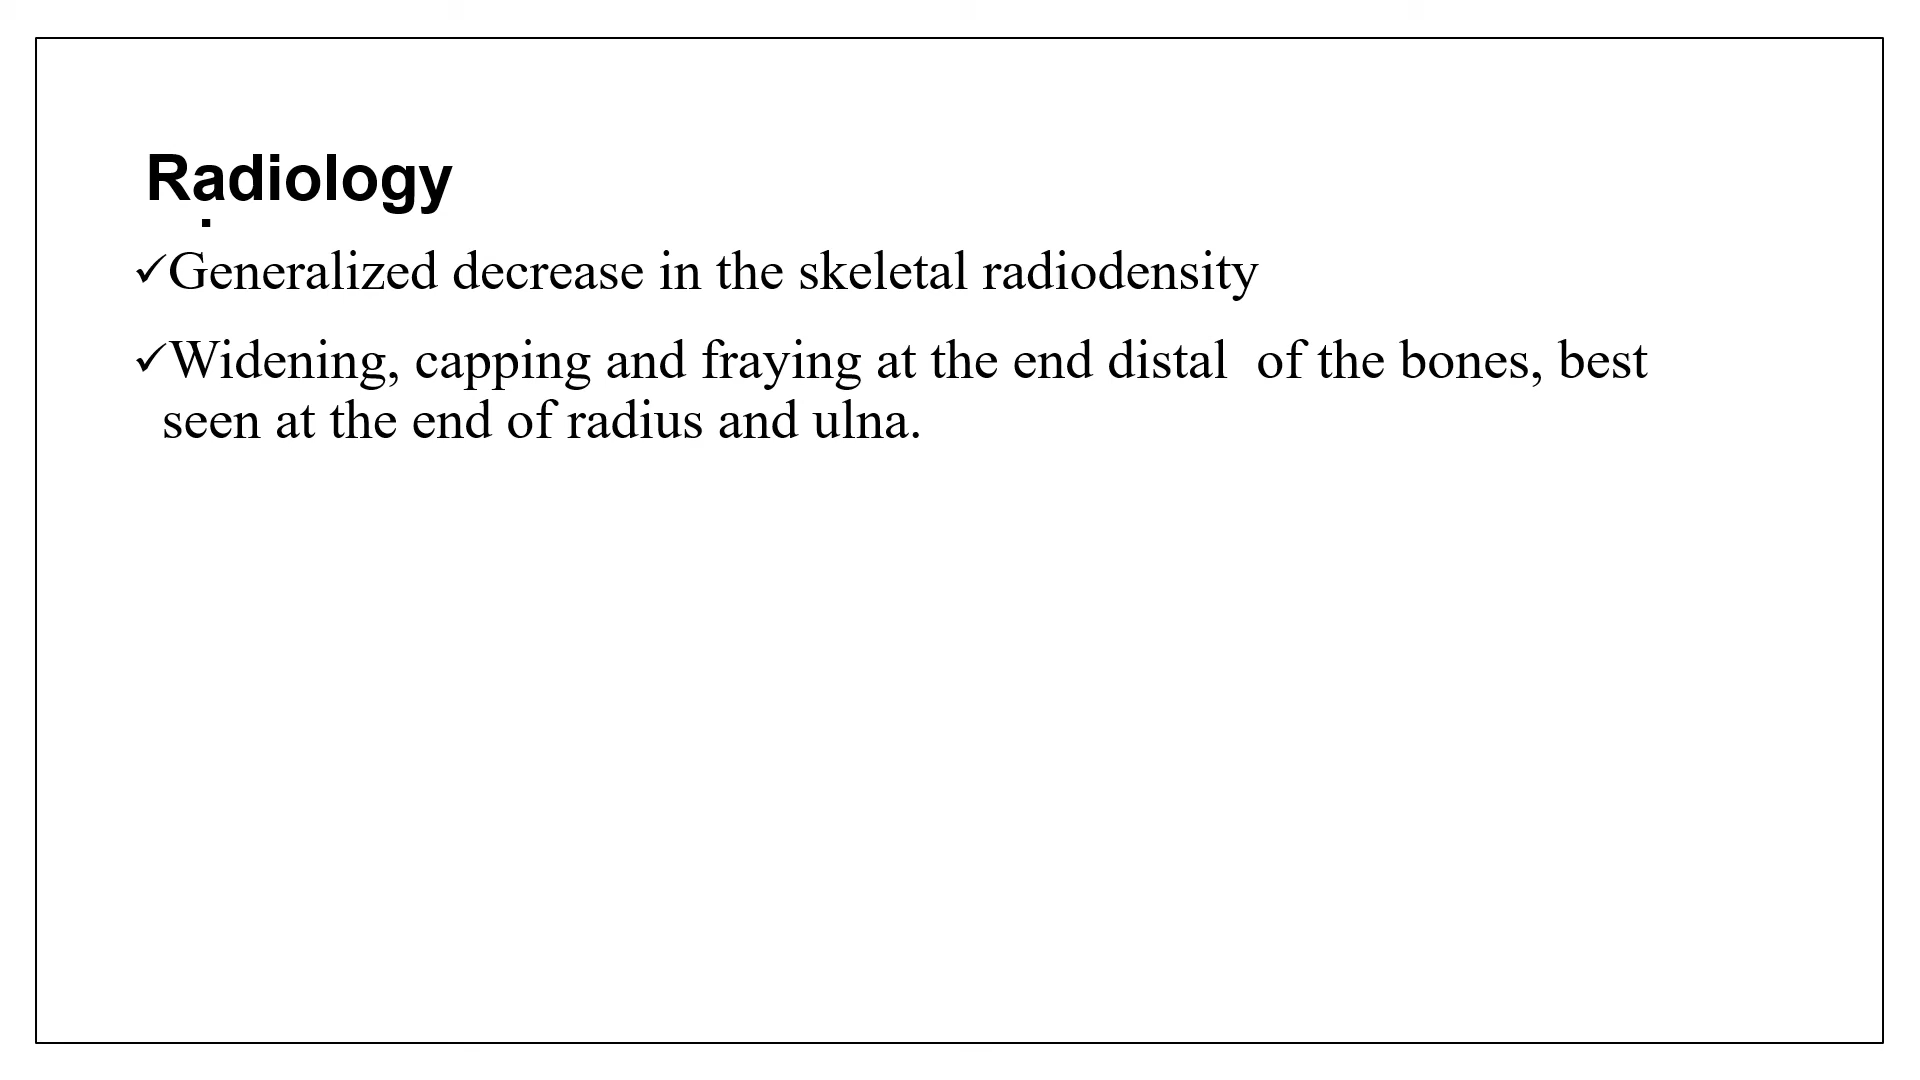 Radiology
.
✓Generalized decrease in the skeletal radiodensity
✓Widening, capping and fraying at the end distal  of the bones, best
seen at the end of radius and ulna.